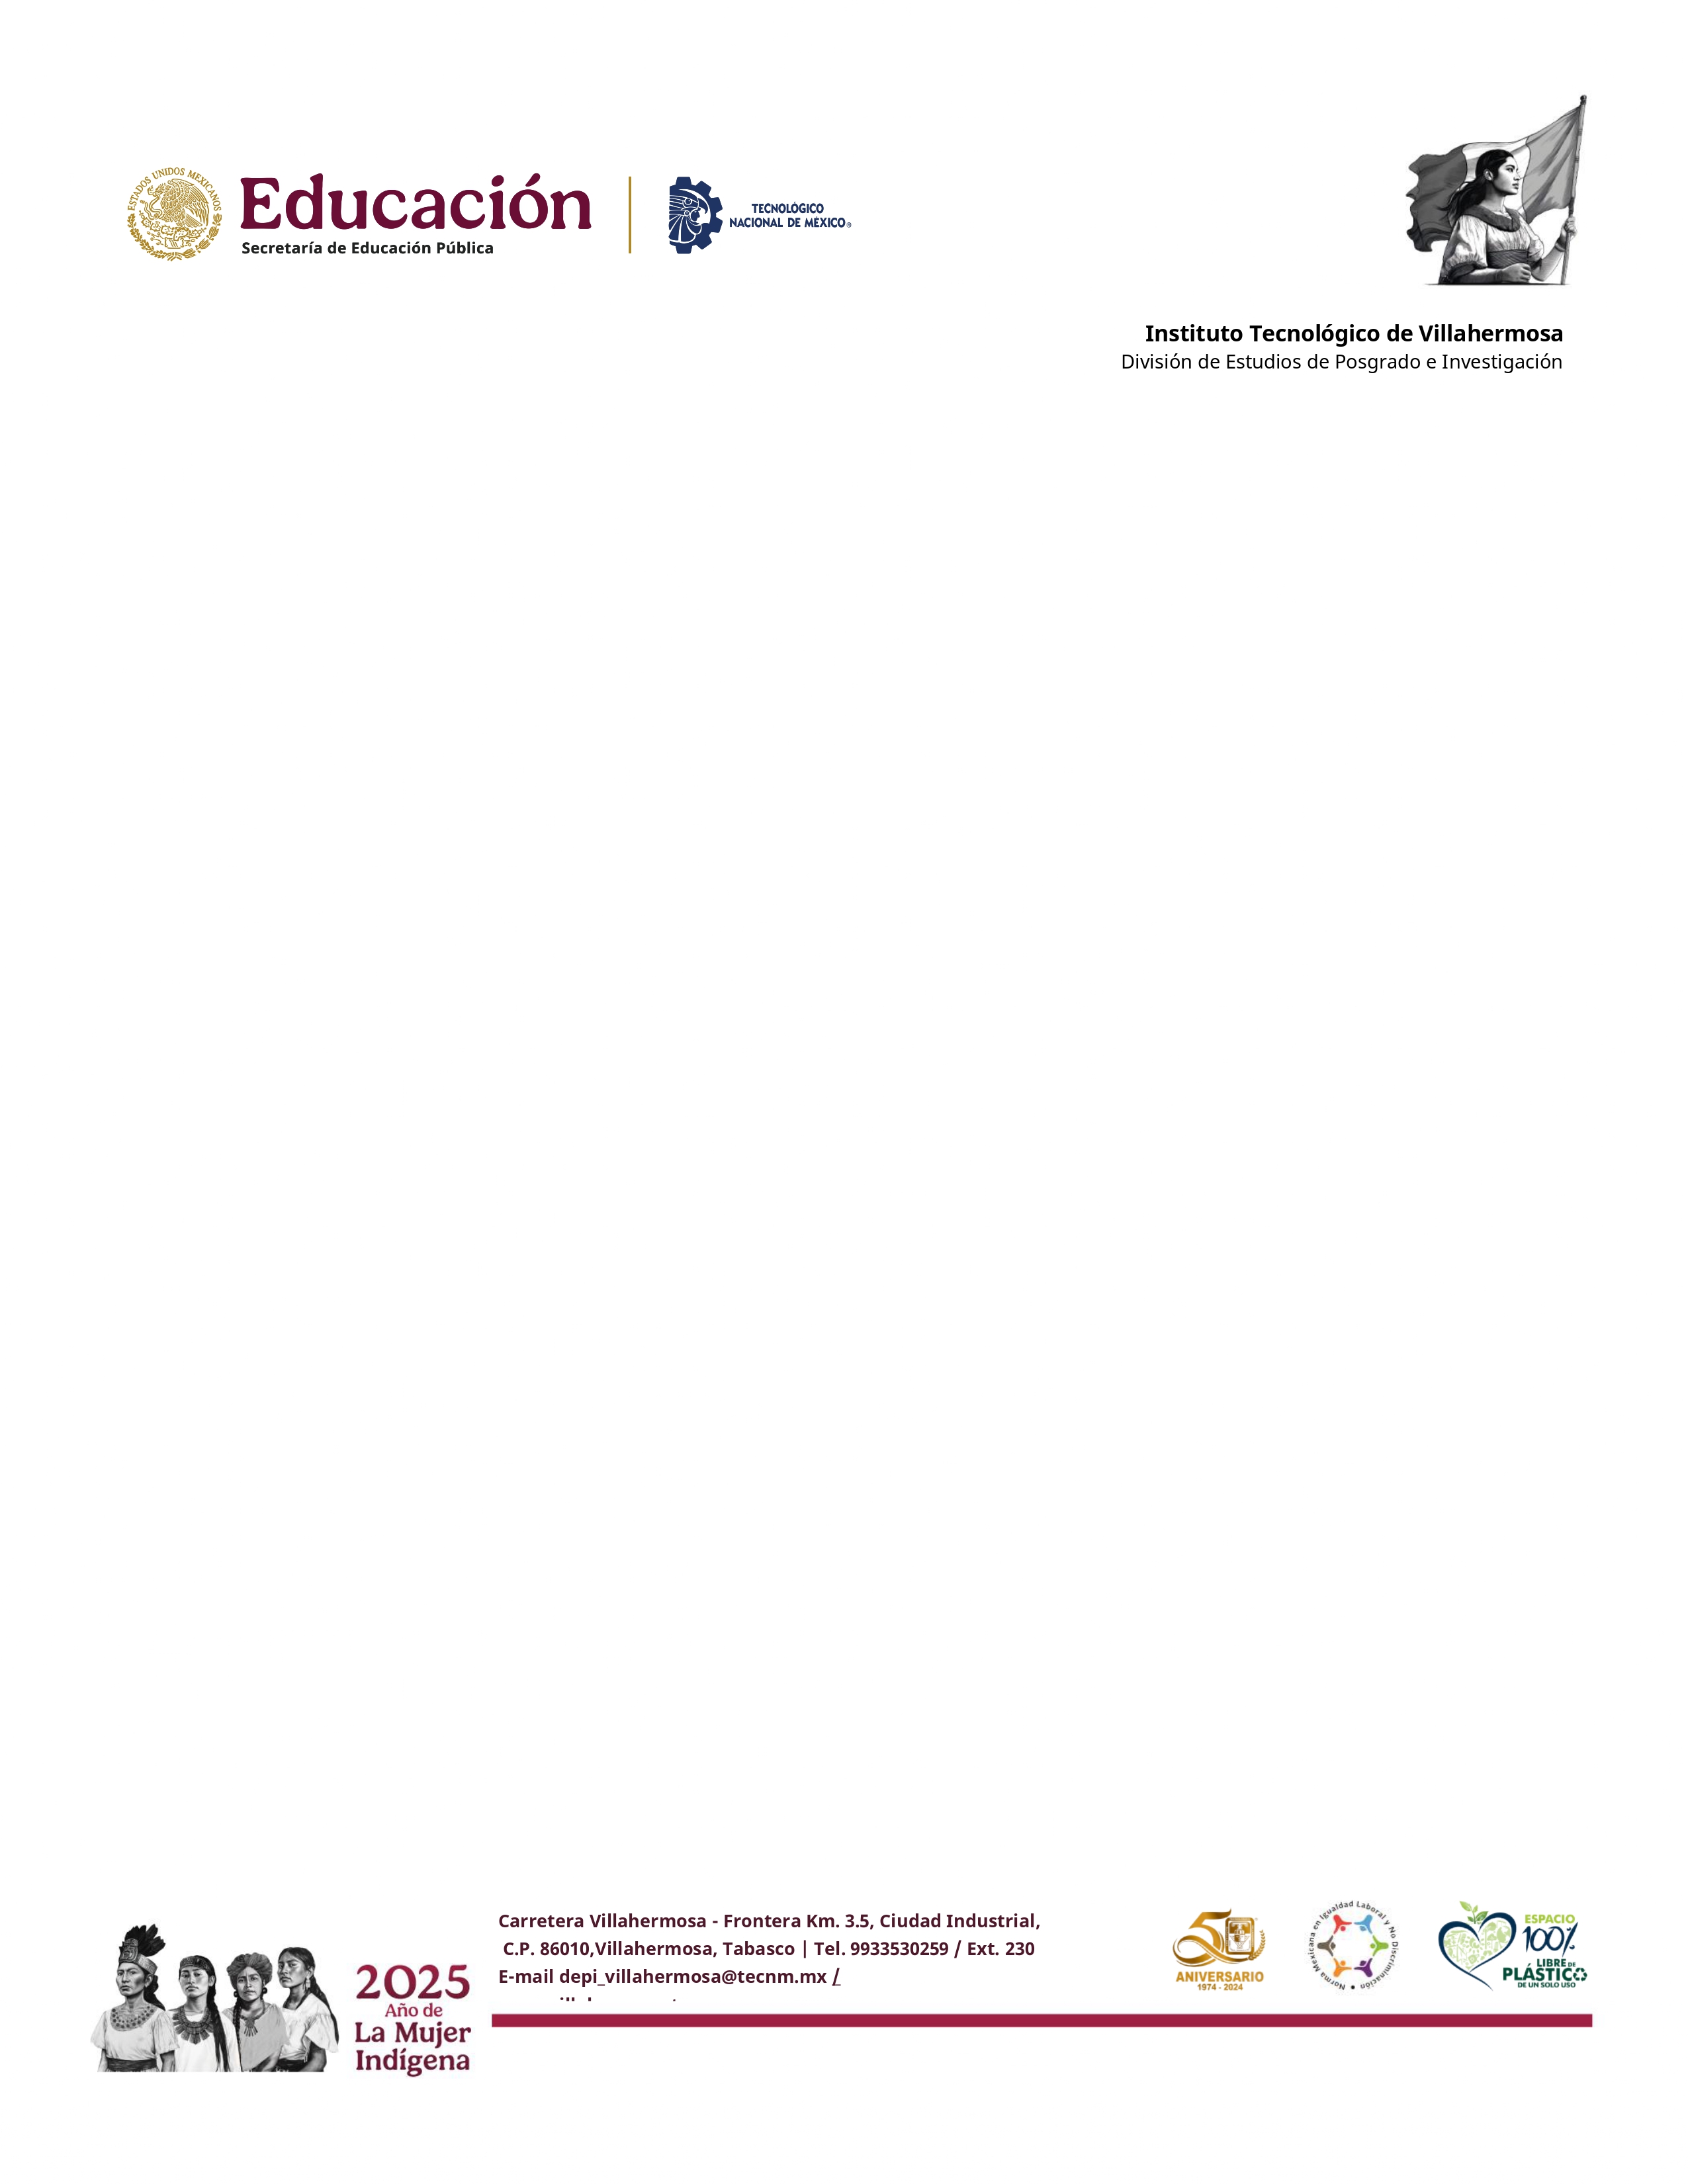 ESTADOS UNIDOS MEXICANOS
Educación
Secretaría de Educación Pública
TECNOLÓGICO
NACIONAL DE MÉXICO®
Instituto Tecnológico de Villahermosa
División de Estudios de Posgrado e Investigación
2025
Año de
La Mujer
Indígena
Carretera Villahermosa - Frontera Km. 3.5, Ciudad Industrial,
C.P. 86010,Villahermosa, Tabasco | Tel. 9933530259 / Ext. 230
E-mail depi_villahermosa@tecnm.mx /
50
ANIVERSARIO
1974 - 2024
Norma Mexicana en Igualdad Laboral y No Discriminación
ESPACIO
100%
LIBRE DE
PLÁSTICO
DE UN SOLO USO